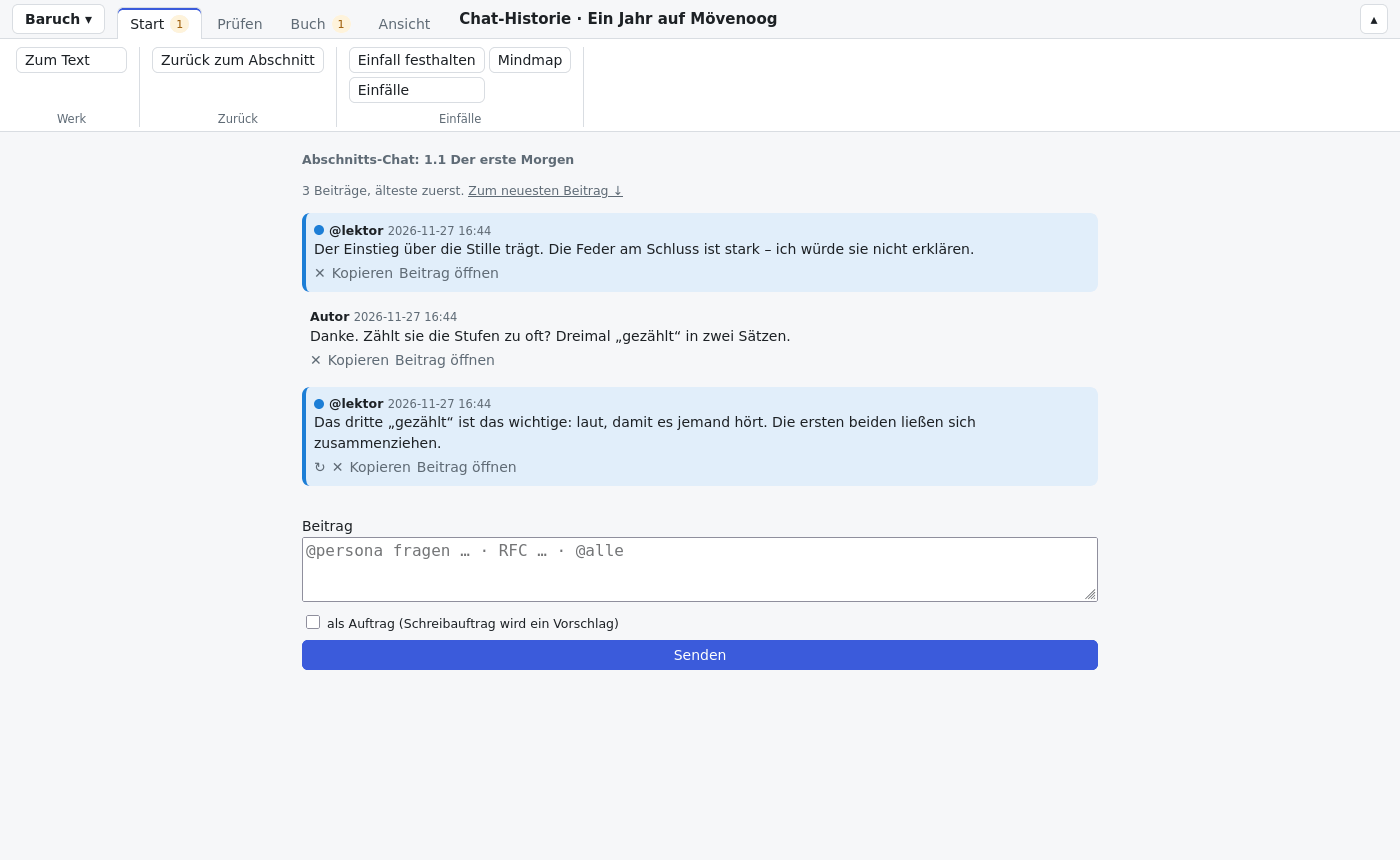 Baruch ▾
Start 1
Prüfen
Buch 1
Ansicht
Chat-Historie · Ein Jahr auf Mövenoog
▴
Zum Text
Werk
Zurück zum Abschnitt
Zurück
Einfall festhalten
Mindmap
Einfälle
Einfälle
Abschnitts-Chat: 1.1 Der erste Morgen
3 Beiträge, älteste zuerst. Zum neuesten Beitrag ↓
@lektor 2026-11-27 16:44
Der Einstieg über die Stille trägt. Die Feder am Schluss ist stark – ich würde sie nicht erklären.
✕ Kopieren Beitrag öffnen
Autor 2026-11-27 16:44
Danke. Zählt sie die Stufen zu oft? Dreimal „gezählt“ in zwei Sätzen.
✕ Kopieren Beitrag öffnen
@lektor 2026-11-27 16:44
Das dritte „gezählt“ ist das wichtige: laut, damit es jemand hört. Die ersten beiden ließen sich
zusammenziehen.
↻ ✕ Kopieren Beitrag öffnen
Beitrag
@persona fragen … · RFC … · @alle
als Auftrag (Schreibauftrag wird ein Vorschlag)
Senden